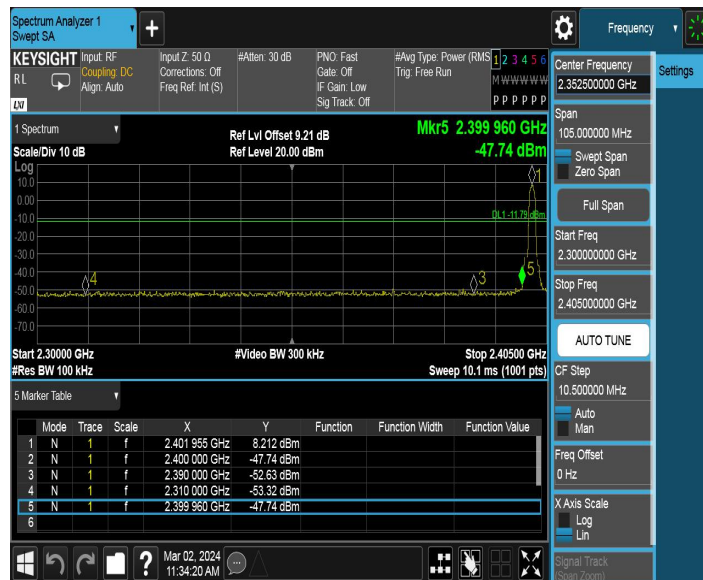 Spectrum Analyzer 1
Swept SA
+
Frequency
KEYSIGHT
RL
LXI
Input: RF
Coupling: DC
Align: Auto
Input Z: 50 Ω
Corrections: Off
Freq Ref: Int (S)
#Atten: 30 dB
PNO: Fast
Gate: Off
IF Gain: Low
Sig Track: Off
#Avg Type: Power (RMS
Trig: Free Run
1 2 3 4 5 6
M W W W W W
P P P P P P
Center Frequency
2.352500000 GHz
Settings
Span
105.000000 MHz
Swept Span
Zero Span
Full Span
Start Freq
2.300000000 GHz
Stop Freq
2.405000000 GHz
AUTO TUNE
CF Step
10.500000 MHz
Auto
Man
Freq Offset
0 Hz
X Axis Scale
Log
Lin
Signal Track
(Span Zoom)
1 Spectrum
Scale/Div 10 dB
Ref Lvl Offset 9.21 dB
Ref Level 20.00 dBm
Mkr5 2.399 960 GHz
-47.74 dBm
Log
10.0
0.00
-10.0
-20.0
-30.0
-40.0
-50.0
-60.0
-70.0
1
DL1 -11.79 dBm
4
3
5
Start 2.30000 GHz
#Video BW 300 kHz
Stop 2.40500 GHz
#Res BW 100 kHz
Sweep 10.1 ms (1001 pts)
5 Marker Table
Mode Trace Scale X Y Function Function Width Function Value
1 N 1 f 2.401 955 GHz 8.212 dBm
2 N 1 f 2.400 000 GHz -47.74 dBm
3 N 1 f 2.390 000 GHz -52.63 dBm
4 N 1 f 2.310 000 GHz -53.32 dBm
5 N 1 f 2.399 960 GHz -47.74 dBm
6
?
Mar 02, 2024
11:34:20 AM